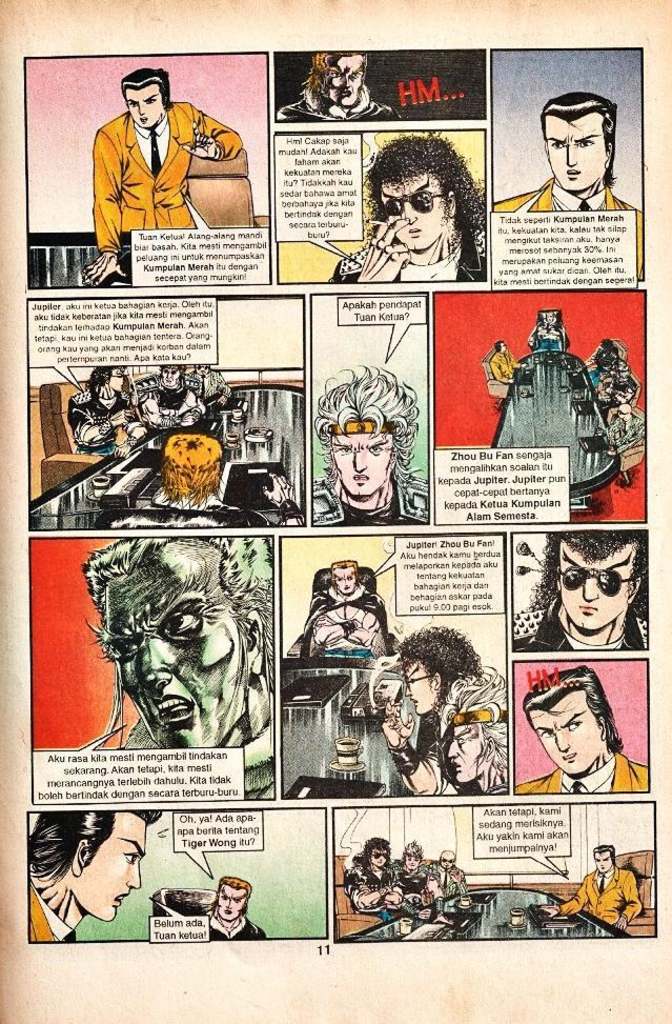 Tuan Ketua! Alang-alang mandi
biar basah. Kita mesti mengambil
peluang ini untuk menumpaskan
Kumpulan Merah itu dengan
secepat yang mungkin!
HM...
Hm! Cakap saja
mudah! Adakah kau
faham akan
kekuatan mereka
itu? Tidakkah kau
sedar bahawa amat
berbahaya jika kita
bertindak dengan
secara terburu-
buru?
Tidak seperti Kumpulan Merah
itu, kekuatan kita, kalau tak silap
mengikut taksiran aku, hanya
merosot sebanyak 30%. Ini
merupakan peluang keemasan
yang amat sukar dicari. Oleh itu,
kita mesti bertindak dengan segera!
Jupiter, aku ini ketua bahagian kerja. Oleh itu,
aku tidak keberatan jika kita mesti mengambil
tindakan terhadap Kumpulan Merah. Akan
tetapi, kau ini ketua bahagian tentera. Orang-
orang kau yang akan menjadi korban dalam
pertempuran nanti. Apa kata kau?
Apakah pendapat
Tuan Ketua?
Zhou Bu Fan sengaja
mengalihkan soalan itu
kepada Jupiter. Jupiter pun
cepat-cepat bertanya
kepada Ketua Kumpulan
Alam Semesta.
Aku rasa kita mesti mengambil tindakan
sekarang. Akan tetapi, kita mesti
merancangnya terlebih dahulu. Kita tidak
boleh bertindak dengan secara terburu-buru.
Jupiter! Zhou Bu Fan!
Aku hendak kamu berdua
melaporkan kepada aku
tentang kekuatan
bahagian kerja dan
behagian askar pada
pukul 9.00 pagi esok.
HM...
Oh, ya! Ada apa-
apa berita tentang
Tiger Wong itu?
Belum ada,
Tuan ketua!
Akan tetapi, kami
sedang merisiknya.
Aku yakin kami akan
menjumpainya!
11